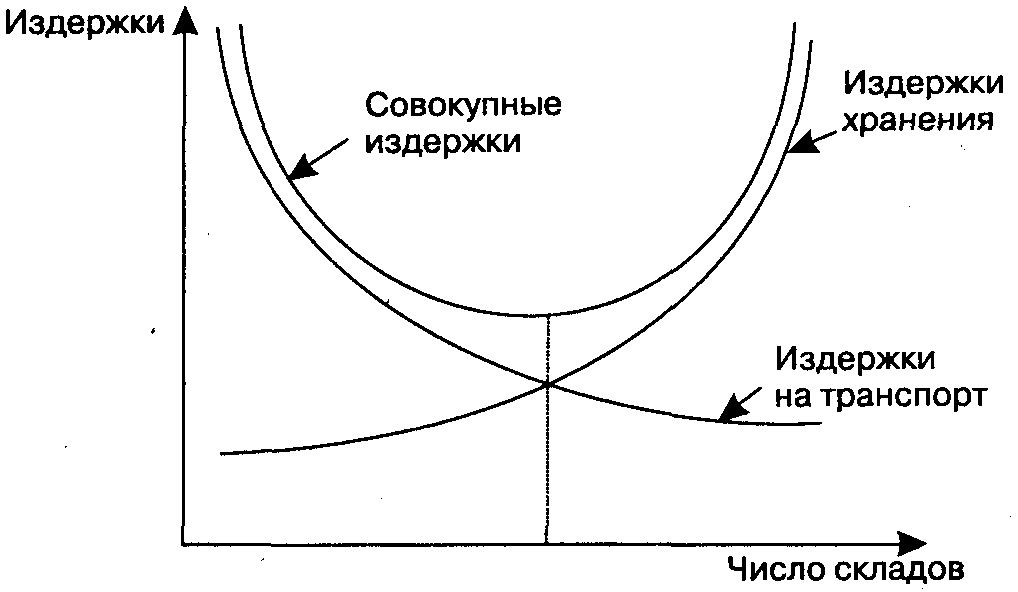 Издержки
Совокупные
издержки
Издержки
хранения
Издержки
на транспорт
Число складов